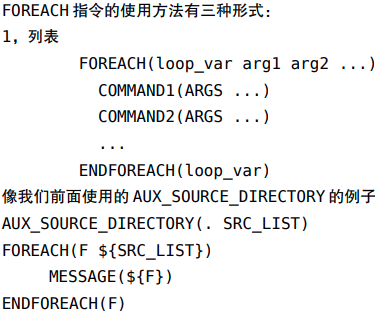 FOREACH 指令的使用方法有三种形式：
1，列表
FOREACH(loop_var arg1 arg2 ...)
COMMAND1(ARGS ...)
COMMAND2(ARGS ...)
...
ENDFOREACH(loop_var)
像我们前面使用的 AUX_SOURCE_DIRECTORY 的例子
AUX_SOURCE_DIRECTORY(. SRC_LIST)
FOREACH(F ${SRC_LIST})
MESSAGE(${F})
ENDFOREACH(F)